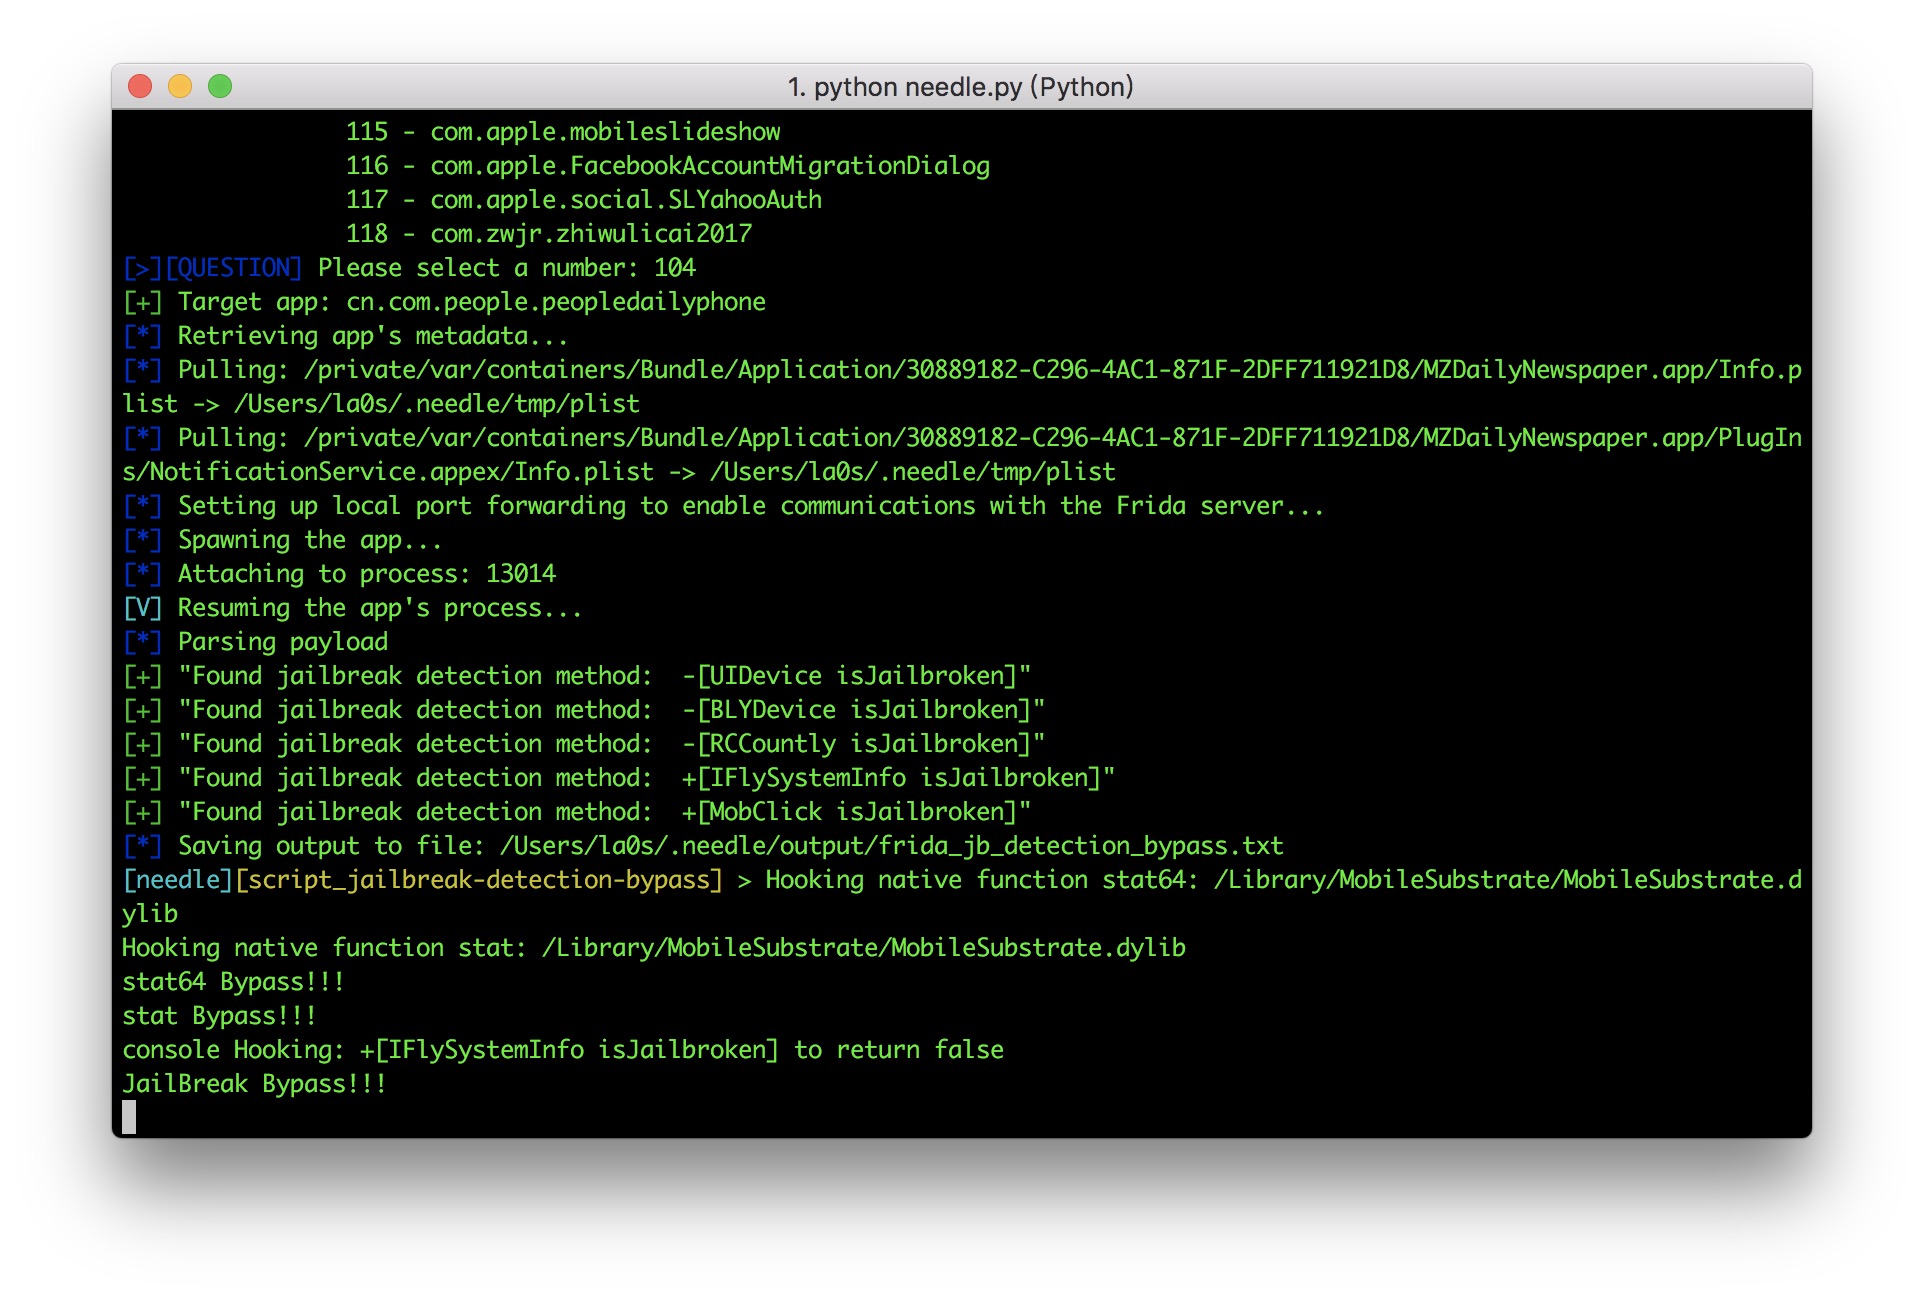 1. python needle.py (Python)
115 - com.apple.mobileslideshow
116 - com.apple.FacebookAccountMigrationDialog
117 - com.apple.social.SLYahooAuth
118 - com.zwjr.zhiwulicai2017
[>][QUESTION] Please select a number: 104
[+] Target app: cn.com.people.peopledailyphone
[*] Retrieving app's metadata...
[*] Pulling: /private/var/containers/Bundle/Application/30889182-C296-4AC1-871F-2DFF711921D8/MZDailyNewspaper.app/Info.p
list -> /Users/la0s/.needle/tmp/plist
[*] Pulling: /private/var/containers/Bundle/Application/30889182-C296-4AC1-871F-2DFF711921D8/MZDailyNewspaper.app/PlugIn
s/NotificationService.appex/Info.plist -> /Users/la0s/.needle/tmp/plist
[*] Setting up local port forwarding to enable communications with the Frida server...
[*] Spawning the app...
[*] Attaching to process: 13014
[V] Resuming the app's process...
[*] Parsing payload
[+] "Found jailbreak detection method:  -[UIDevice isJailbroken]"
[+] "Found jailbreak detection method:  -[BLYDevice isJailbroken]"
[+] "Found jailbreak detection method:  -[RCCountly isJailbroken]"
[+] "Found jailbreak detection method:  +[IFlySystemInfo isJailbroken]"
[+] "Found jailbreak detection method:  +[MobClick isJailbroken]"
[*] Saving output to file: /Users/la0s/.needle/output/frida_jb_detection_bypass.txt
[needle][script_jailbreak-detection-bypass] > Hooking native function stat64: /Library/MobileSubstrate/MobileSubstrate.d
ylib
Hooking native function stat: /Library/MobileSubstrate/MobileSubstrate.dylib
stat64 Bypass!!!
stat Bypass!!!
console Hooking: +[IFlySystemInfo isJailbroken] to return false
JailBreak Bypass!!!